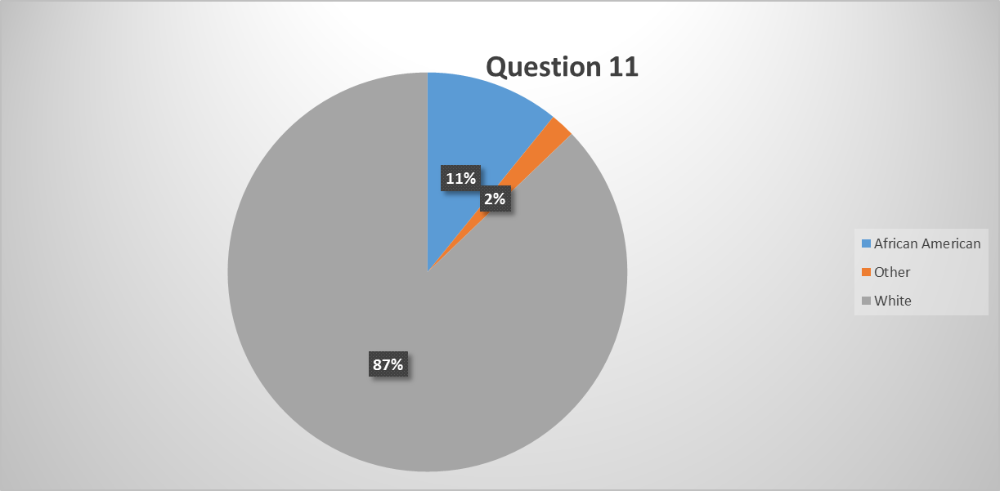 Question 11
11%
2%
87%
African American
Other
White